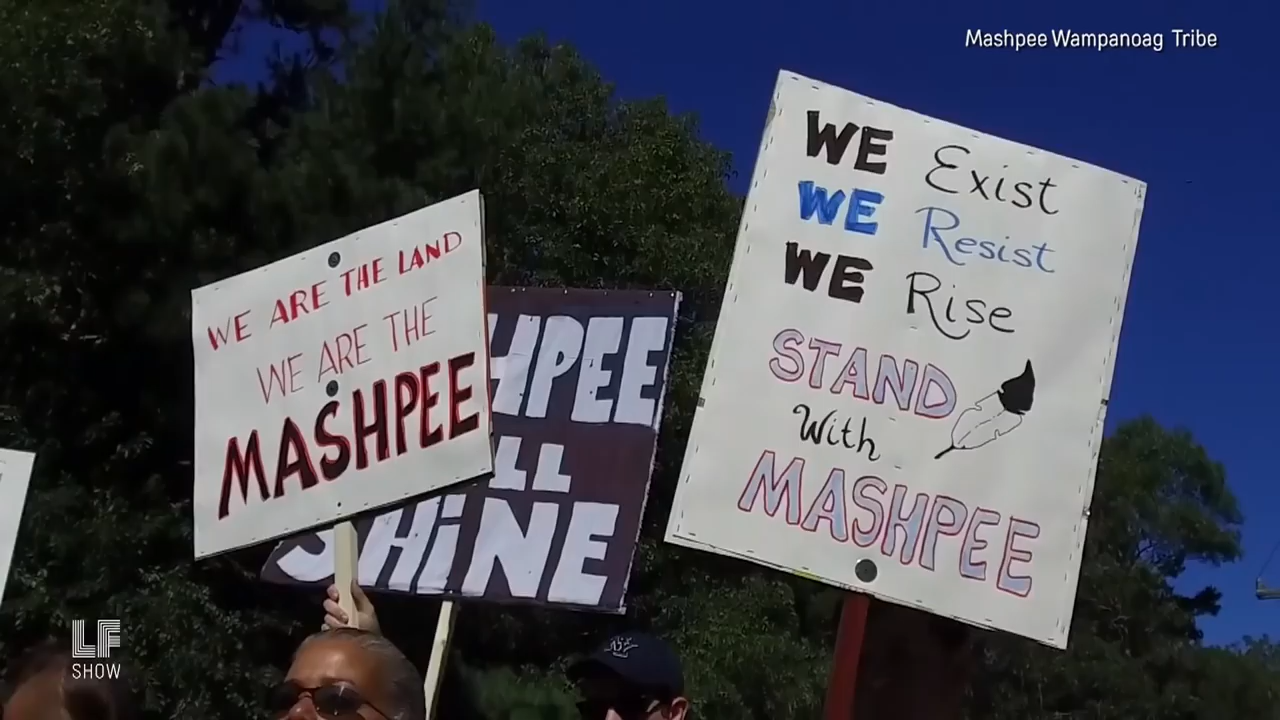 Mashpee Wampanoag Tribe
WE ARE THE LAND
WE ARE THE
MASHPEE
HPEE
LL
SHiNE
WE Exist
WE Resist
WE Rise
STAND
With
MASHPEE
LF
SHOW